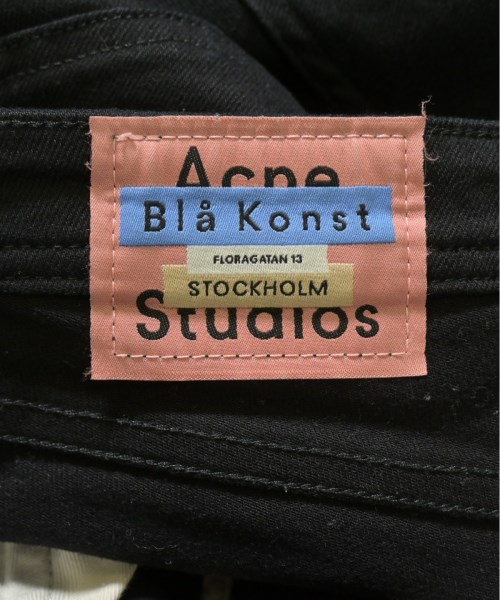 Acne
Blå Konst
FLORAGATAN 13
STOCKHOLM
Studios